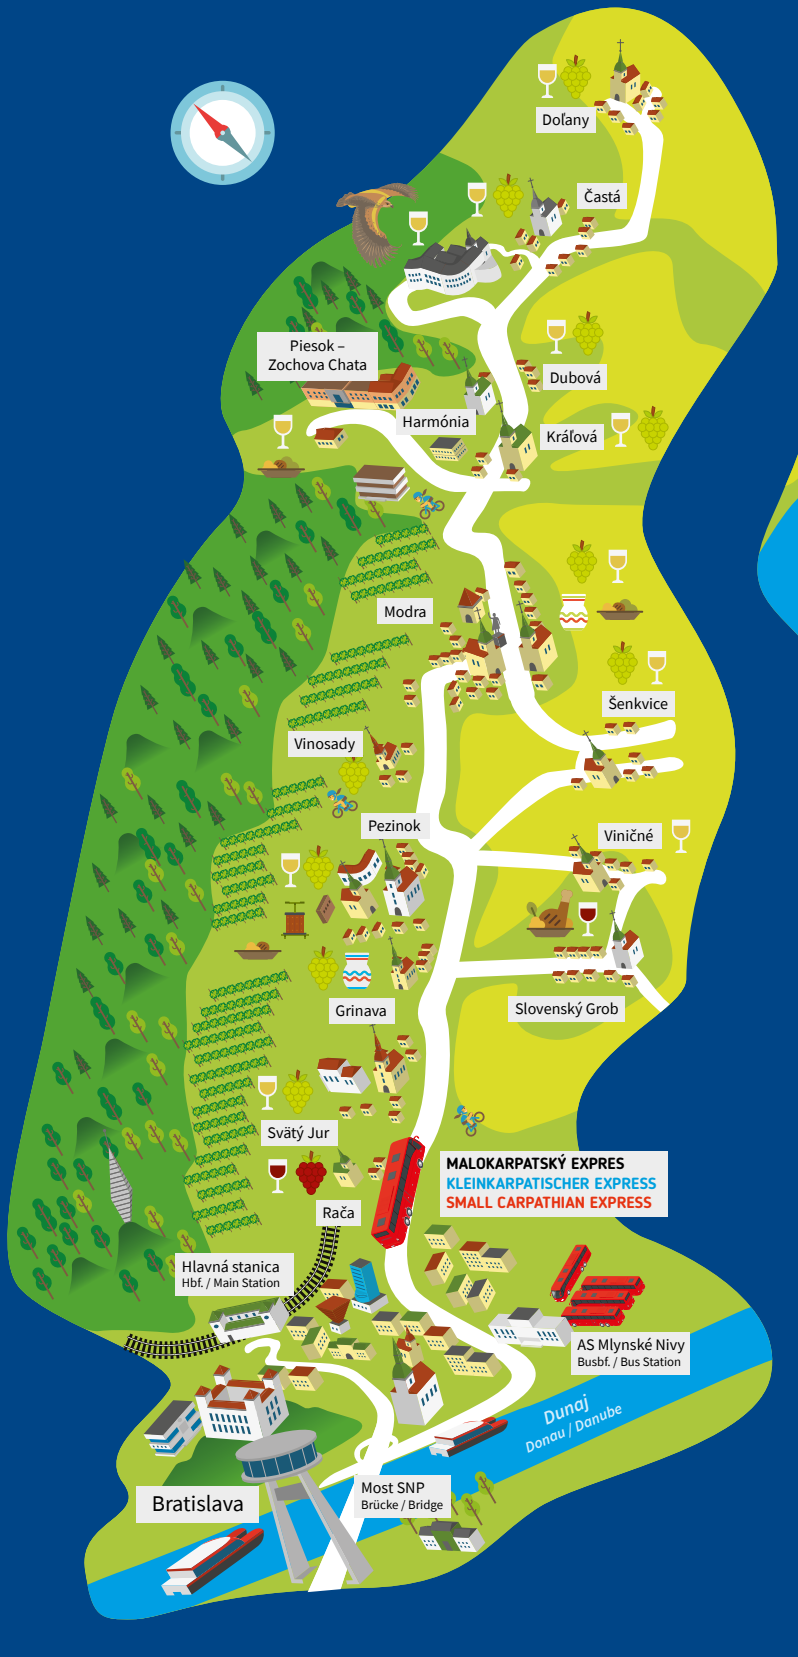 Doľany
Častá
Piesok –
Zochova Chata
Dubová
Harmónia
Kráľová
Modra
Šenkvice
Vinosady
Pezinok
Viničné
Slovenský Grob
Grinava
Svätý Jur
MALOKARPATSKÝ EXPRES
KLEINKARPATISCHER EXPRESS
SMALL CARPATHIAN EXPRESS
Rača
Hlavná stanica
Hbf. / Main Station
AS Mlynské Nivy
Busbf. / Bus Station
Dunaj
Donau / Danube
Most SNP
Brücke / Bridge
Bratislava